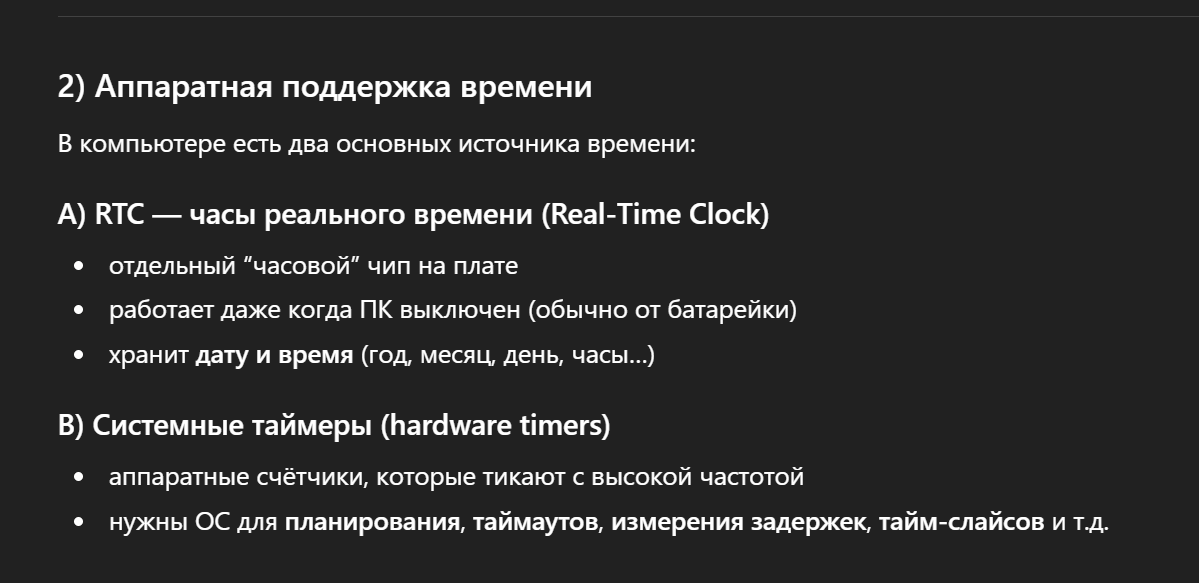 2) Аппаратная поддержка времени
В компьютере есть два основных источника времени:
A) RTC — часы реального времени (Real-Time Clock)
• отдельный “часовой” чип на плате
• работает даже когда ПК выключен (обычно от батарейки)
• хранит дату и время (год, месяц, день, часы…)
B) Системные таймеры (hardware timers)
• аппаратные счётчики, которые тикают с высокой частотой
• нужны ОС для планирования, таймаутов, измерения задержек, тайм-слайсов и т.д.